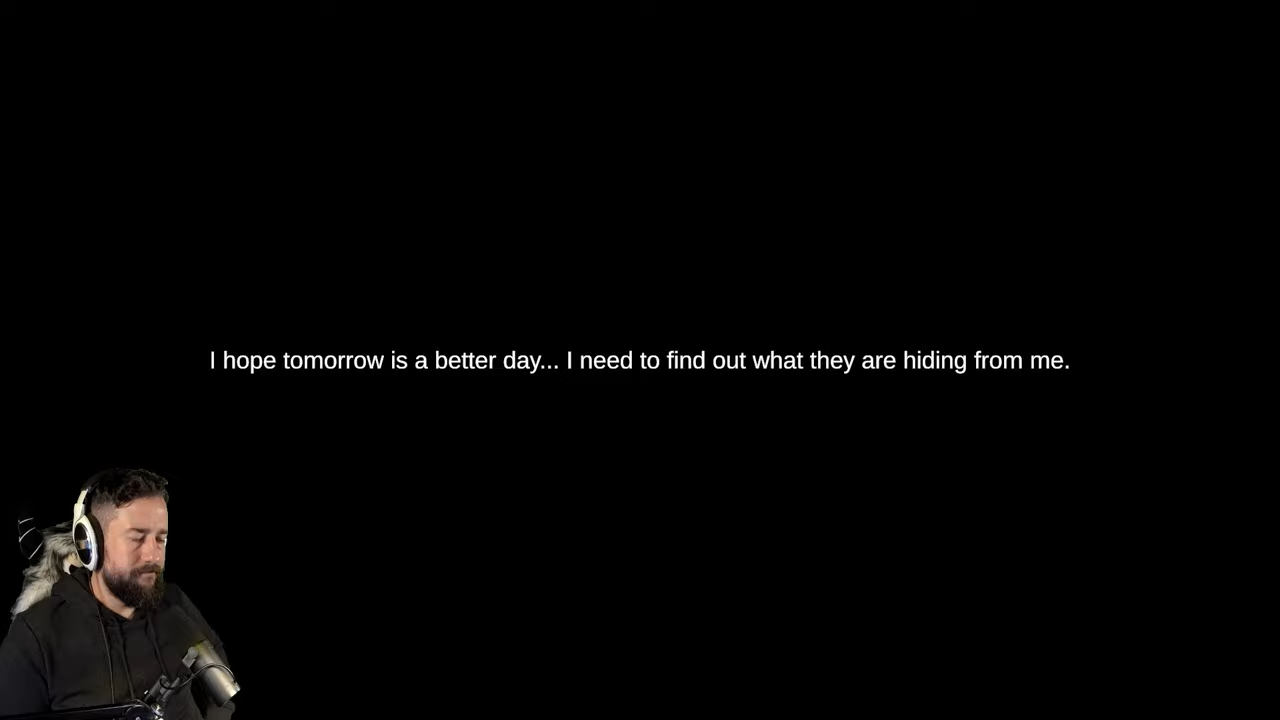 I hope tomorrow is a better day... I need to find out what they are hiding from me.